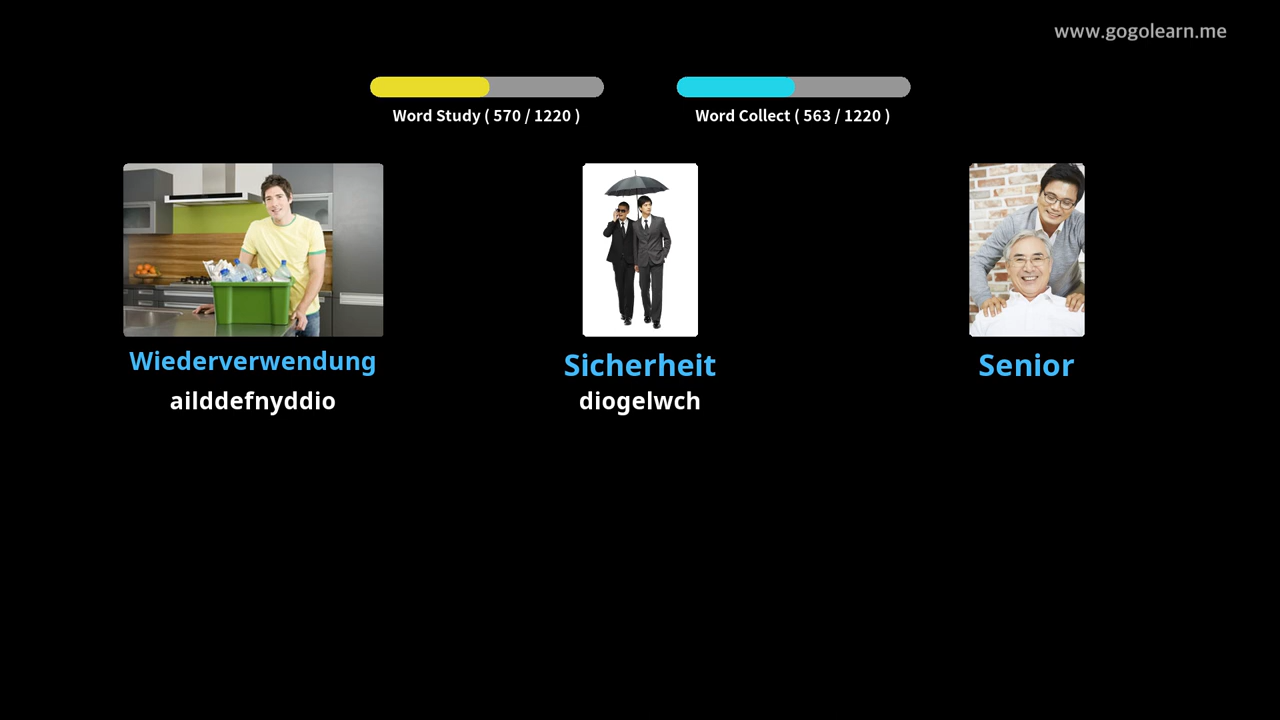 www.gogolearn.me
Word Study ( 570 / 1220 )
Word Collect ( 563 / 1220 )
Wiederverwendung
Sicherheit
Senior
ailddefnyddio
diogelwch